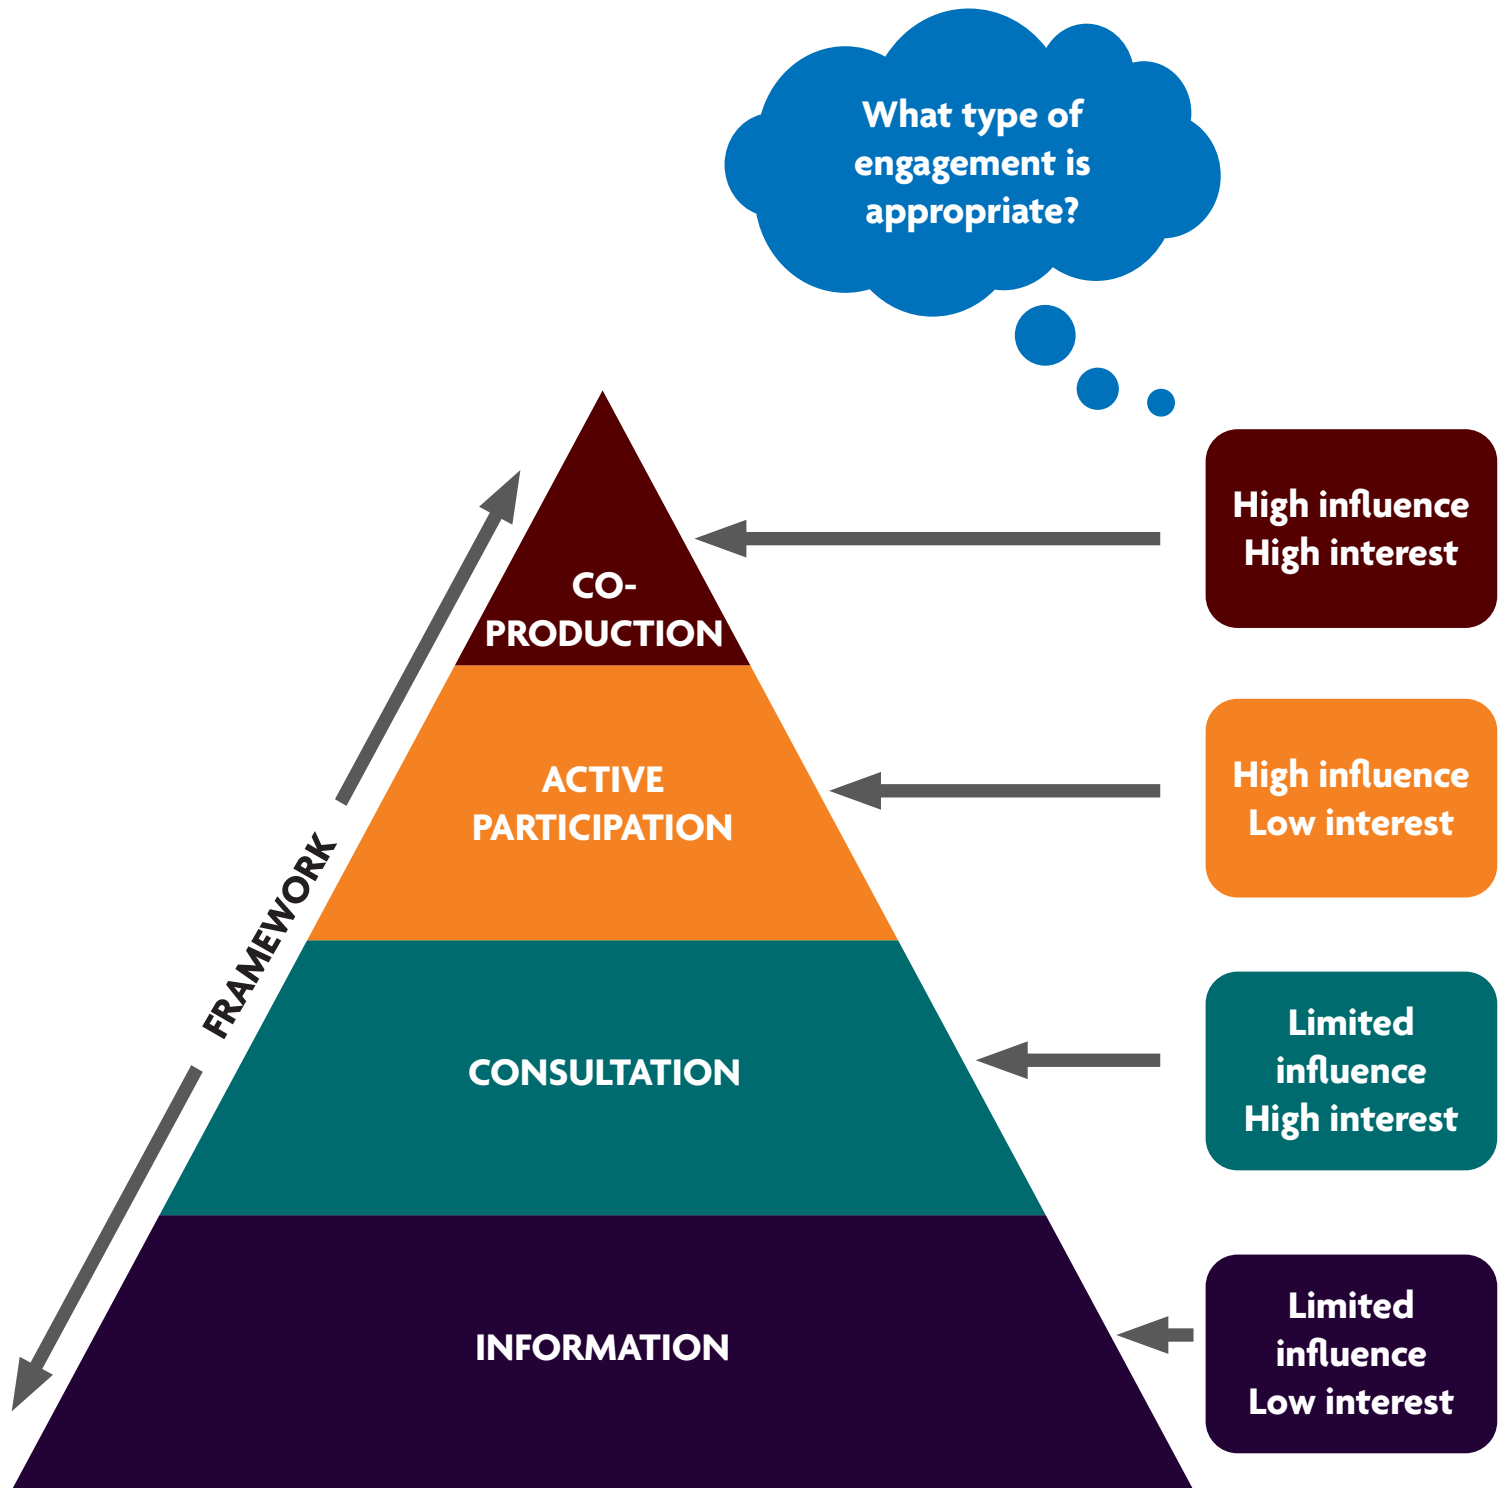 What type of
engagement is
appropriate?
CO-
PRODUCTION
High influence
High interest
ACTIVE
PARTICIPATION
High influence
Low interest
FRAMEWORK
CONSULTATION
Limited
influence
High interest
INFORMATION
Limited
influence
Low interest